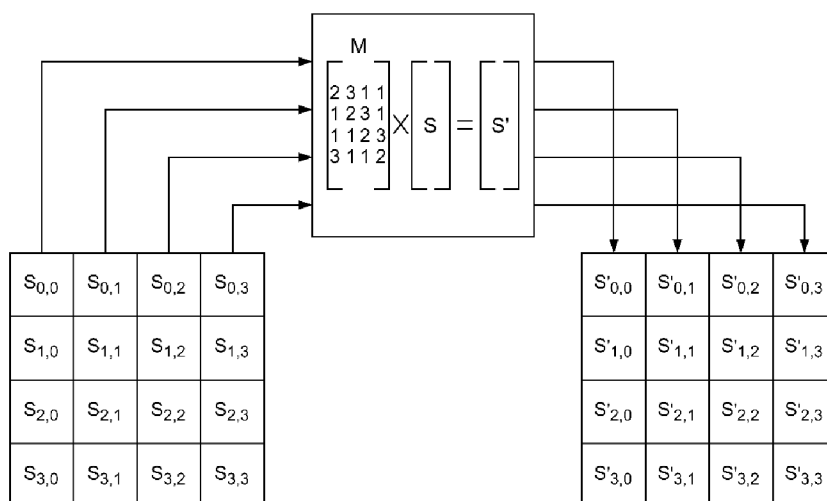 M
2 3 1 1
1 2 3 1
1 1 2 3
3 1 1 2
X S = S'
S0,0 S0,1 S0,2 S0,3
S1,0 S1,1 S1,2 S1,3
S2,0 S2,1 S2,2 S2,3
S3,0 S3,1 S3,2 S3,3
S'0,0 S'0,1 S'0,2 S'0,3
S'1,0 S'1,1 S'1,2 S'1,3
S'2,0 S'2,1 S'2,2 S'2,3
S'3,0 S'3,1 S'3,2 S'3,3